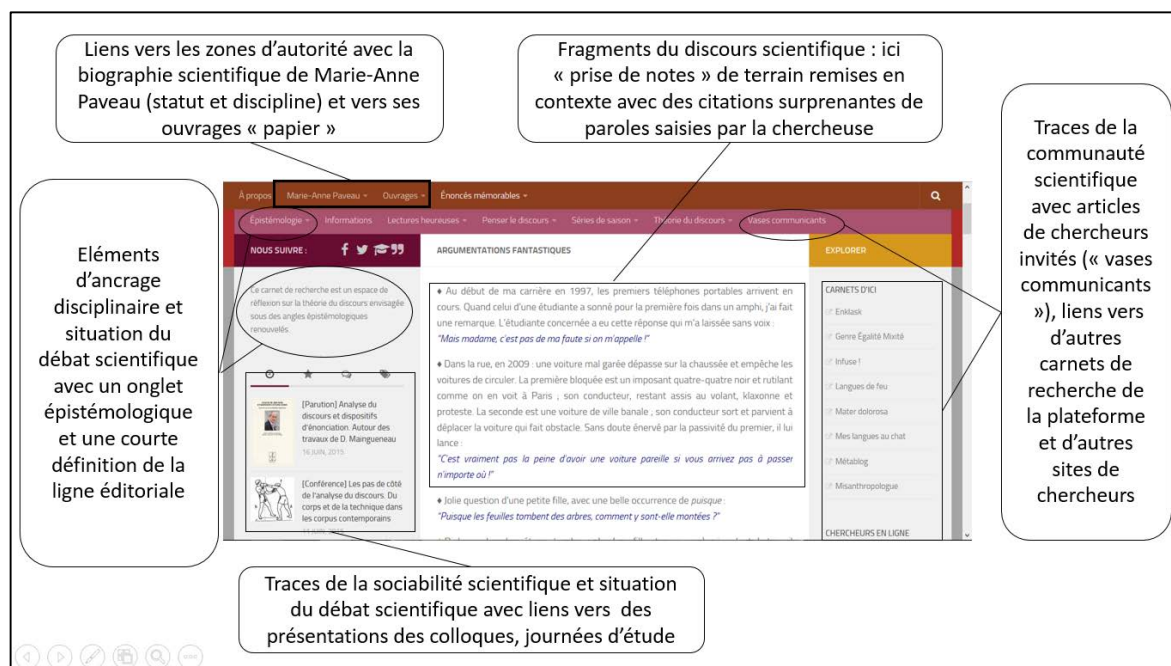 Liens vers les zones d’autorité avec la
biographie scientifique de Marie-Anne
Paveau (statut et discipline) et vers ses
ouvrages « papier »
Fragments du discours scientifique : ici
« prise de notes » de terrain remises en
contexte avec des citations surprenantes de
paroles saisies par la chercheuse
Traces de la
communauté
scientifique
avec articles
de chercheurs
invités (« vases
communicants
»), liens vers
d’autres
carnets de
recherche de
la plateforme
et d’autres
sites de
chercheurs
Eléments
d’ancrage
disciplinaire et
situation du
débat scientifique
avec un onglet
épistémologique
et une courte
définition de la
ligne éditoriale
À propos Marie-Anne Paveau Ouvrages Énoncés mémorables
Épistémologie Informations Lectures heureuses Penser le discours Séries de saison Théorie du discours Vases communicants
NOUS SUIVRE :
ARGUMENTATIONS FANTASTIQUES
EXPLORER
Ce carnet de recherche est un espace de
réflexion sur la théorie du discours envisagée
sous des angles épistémologiques
renouvelés.
[Parution] Analyse du
discours et dispositifs
d'énonciation. Autour des
travaux de D. Maingueneau
16 JUIN, 2015
[Conférence] Les pas de côté
de l'analyse du discours. Du
corps et de la technique dans
les corpus contemporains
♦ Au début de ma carrière en 1997, les premiers téléphones portables arrivent en
cours. Quand celui d'une étudiante a sonné pour la première fois dans un amphi, j'ai fait
une remarque. L'étudiante concernée a eu cette réponse qui m'a laissée sans voix :
"Mais madame, c'est pas de ma faute si on m'appelle !"
♦ Dans la rue, en 2009 : une voiture mal garée dépasse sur la chaussée et empêche les
voitures de circuler. La première bloquée est un imposant quatre-quatre noir et rutilant
comme on en voit à Paris , son conducteur, restant assis au volant, klaxonne et
proteste. La seconde est une voiture de ville banale , son conducteur sort et parvient à
déplacer la voiture qui fait obstacle. Sans doute énervé par la passivité du premier, il lui
lance :
"C'est vraiment pas la peine d'avoir une voiture pareille si vous arrivez pas à passer
n'importe où !"
♦ Jolie question d'une petite fille, avec une belle occurrence de puisque :
"Puisque les feuilles tombent des arbres, comment y sont-elle montées ?"
CARNETS D'ICI
Enklask
Genre Égalité Mixité
Infuse !
Langues de feu
Mater dolorosa
Mes langues au chat
Métablog
Misanthropologue
CHERCHEURS EN LIGNE
Traces de la sociabilité scientifique et situation
du débat scientifique avec liens vers des
présentations des colloques, journées d’étude